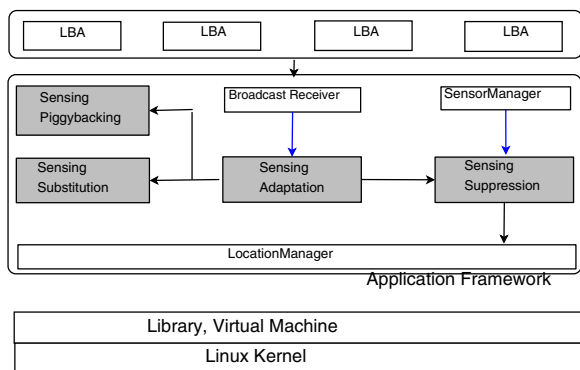 LBA LBA LBA LBA
Broadcast Receiver SensorManager
Sensing
Piggybacking
Sensing
Substitution
Sensing
Adaptation
Sensing
Suppression
LocationManager
Application Framework
Library, Virtual Machine
Linux Kernel